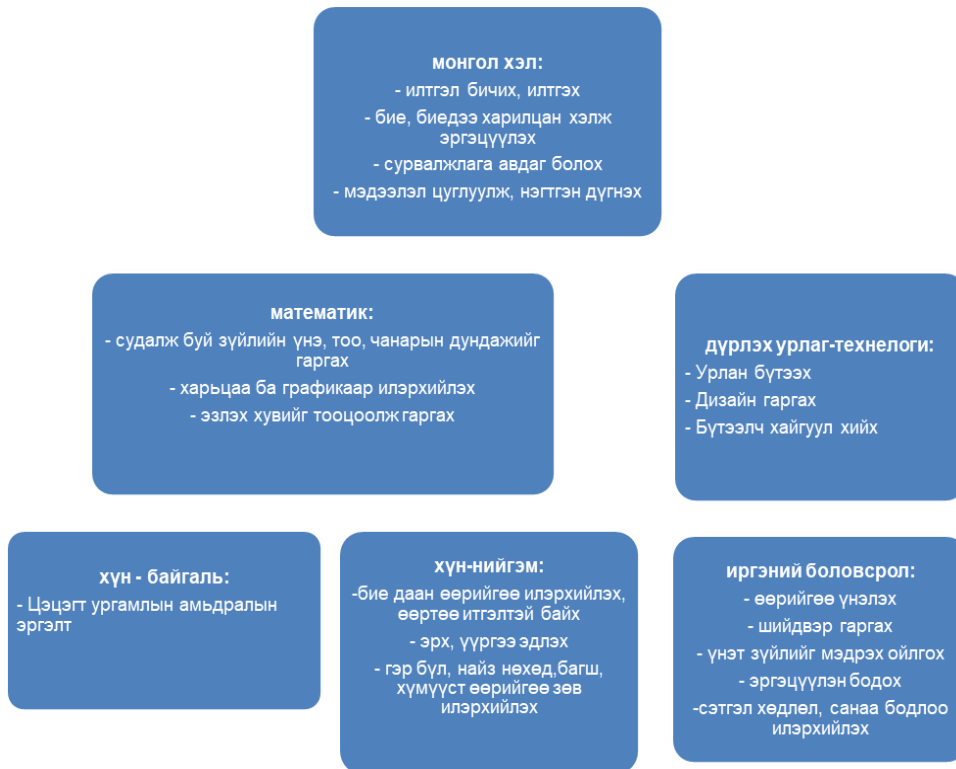 монгол хэл:
- илтгэл бичих, илтгэх
- бие, биедээ харилцан хэлж
эргэцүүлэх
- сурвалжлага авдаг болох
- мэдээлэл цуглуулж, нэгтгэн дүгнэх
математик:
- судалж буй зүйлийн үнэ, тоо, чанарын дундажийг
гаргах
- харьцаа ба графикаар илэрхийлэх
- эзлэх хувийг тооцоолж гаргах
дүрлэх урлаг-технелоги:
- Урлан бүтээх
- Дизайн гаргах
- Бүтээлч хайгуул хийх
хүн - байгаль:
- Цэцэгт ургамлын амьдралын
эргэлт
хүн-нийгэм:
-бие даан өөрийгөө илэрхийлэх,
өөртөө итгэлтэй байх
- эрх, үүргээ эдлэх
- гэр бүл, найз нөхөд,багш,
хүмүүст өөрийгөө зөв
илэрхийлэх
иргэний боловсрол:
- өөрийгөө үнэлэх
- шийдвэр гаргах
- үнэт зүйлийг мэдрэх ойлгох
- эргэцүүлэн бодох
-сэтгэл хөдлөл, санаа бодлоо
илэрхийлэх